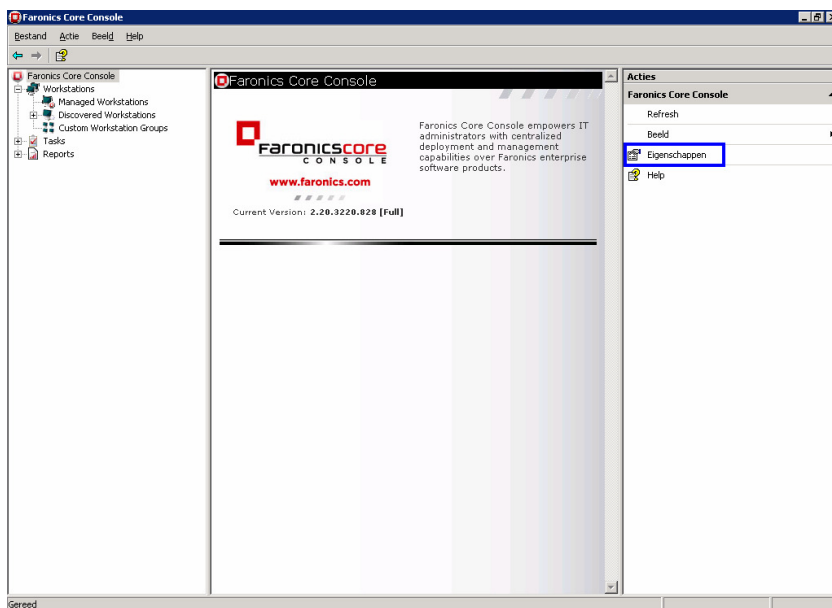 Faronics Core Console
Bestand Actie Beeld Help
Faronics Core Console
Workstations
Managed Workstations
Discovered Workstations
Custom Workstation Groups
Tasks
Reports
Faronics Core Console
FARONICSCORE
CONSOLE
www.faronics.com
Current Version: 2.20.3220.828 [Full]
Faronics Core Console empowers IT
administrators with centralized
deployment and management
capabilities over Faronics enterprise
software products.
Acties
Faronics Core Console
Refresh
Beeld
Eigenschappen
Help
Gereed